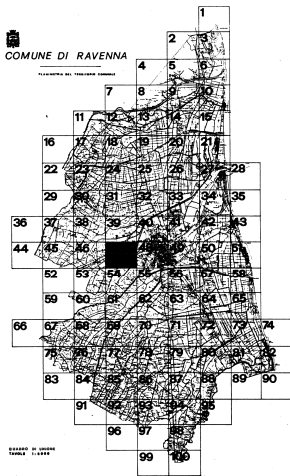 1
2 3
COMUNE DI RAVENNA
4 5 6
PLANIMETRIA DEL TERRITORIO COMUNALE
7 8 9 10
11 12 13 14 15
16 17 18 19 20 21
22 23 24 25 26 27 28
29 30 31 32 33 34 35
36 37 38 39 40 41 42 43
44 45 46 48 49 50 51
52 53 54 55 56 57 58
59 60 61 62 63 64 65
66 67 68 69 70 71 72 73 74
75 76 77 78 79 80 81 82
83 84 85 86 87 88 89 90
91 92 93 94 95
96 97 98
QUADRO DI UNIONE
99 100